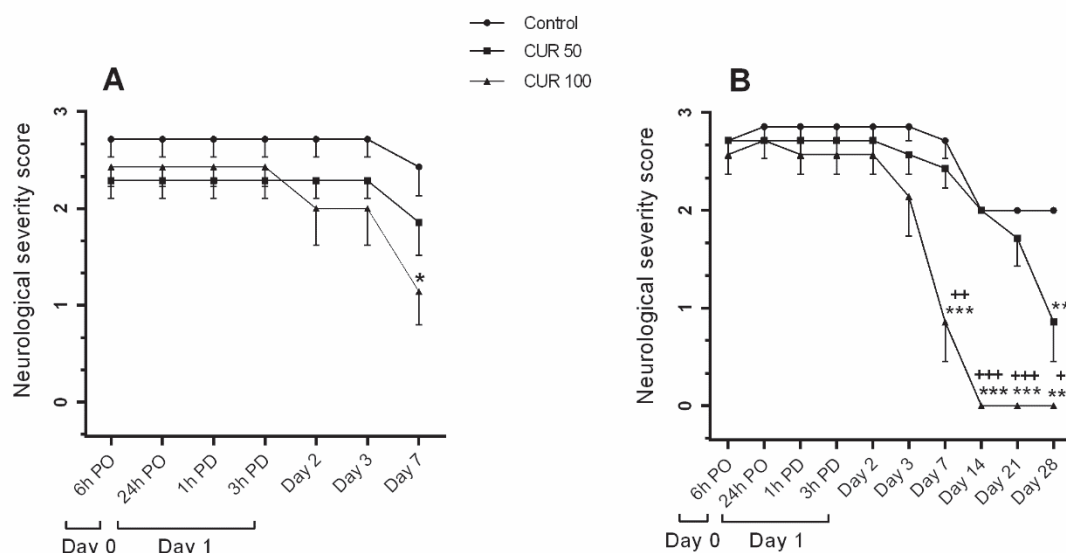 Control
CUR 50
CUR 100
A
Neurological severity score
3
2
1
0
*
6h PO
24h PO
1h PD
3h PD
Day 2
Day 3
Day 7
Day 0
Day 1
B
Neurological severity score
3
2
1
0
++
***
+++
***
+++
***
**
+
**
6h PO
24h PO
1h PD
3h PD
Day 2
Day 3
Day 7
Day 14
Day 21
Day 28
Day 0
Day 1